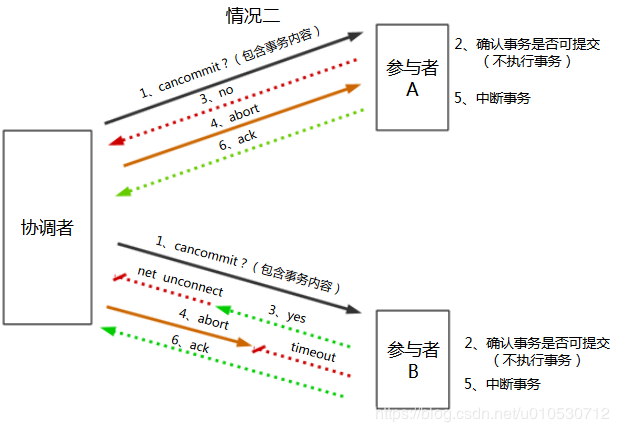 情况二
1、cancommit？（包含事务内容）
3、no
4、abort
6、ack
参与者
A
2、确认事务是否可提交
（不执行事务）
5、中断事务
协调者
1、cancommit？（包含事务内容）
net unconnect
3、yes
4、abort
timeout
6、ack
参与者
B
2、确认事务是否可提交
（不执行事务）
5、中断事务
https://blog.csdn.net/u010530712